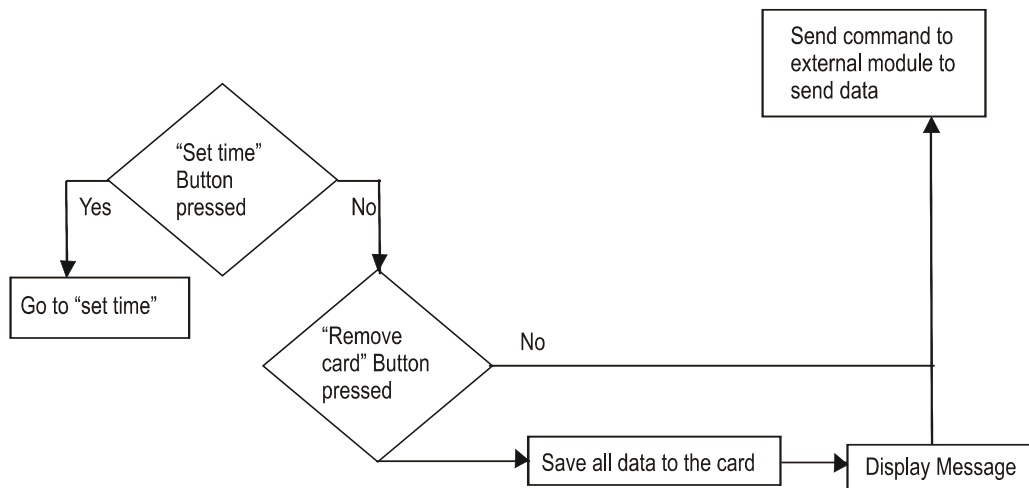 Send command to
external module to
send data
“Set time”
Button
pressed
Yes
No
Go to “set time”
“Remove
card” Button
pressed
No
Save all data to the card
Display Message